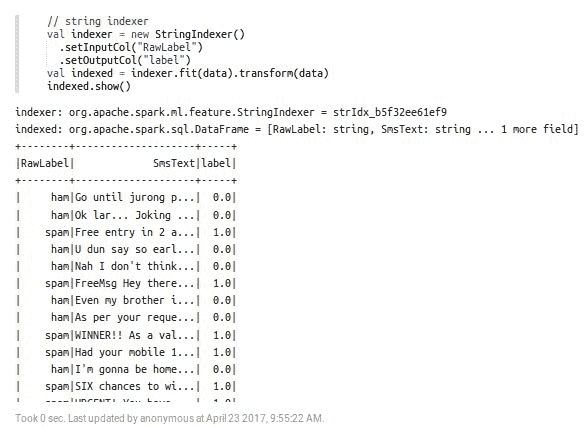 // string indexer
val indexer = new StringIndexer()
.setInputCol("RawLabel")
.setOutputCol("label")
val indexed = indexer.fit(data).transform(data)
indexed.show()
indexer: org.apache.spark.ml.feature.StringIndexer = strIdx_b5f32ee61ef9
indexed: org.apache.spark.sql.DataFrame = [RawLabel: string, SmsText: string ... 1 more field]
+--------+--------------------+-----+
|RawLabel|             SmsText|label|
+--------+--------------------+-----+
|     ham|Go until jurong p...|  0.0|
|     ham|Ok lar... Joking ...|  0.0|
|    spam|Free entry in 2 a...|  1.0|
|     ham|U dun say so earl...|  0.0|
|     ham|Nah I don't think...|  0.0|
|    spam|FreeMsg Hey there...|  1.0|
|     ham|Even my brother i...|  0.0|
|     ham|As per your reque...|  0.0|
|    spam|WINNER!! As a val...|  1.0|
|    spam|Had your mobile 1...|  1.0|
|     ham|I'm gonna be home...|  0.0|
|    spam|SIX chances to wi...|  1.0|
|    spam|URGENT! You have ...|  1.0|
Took 0 sec. Last updated by anonymous at April 23 2017, 9:55:22 AM.